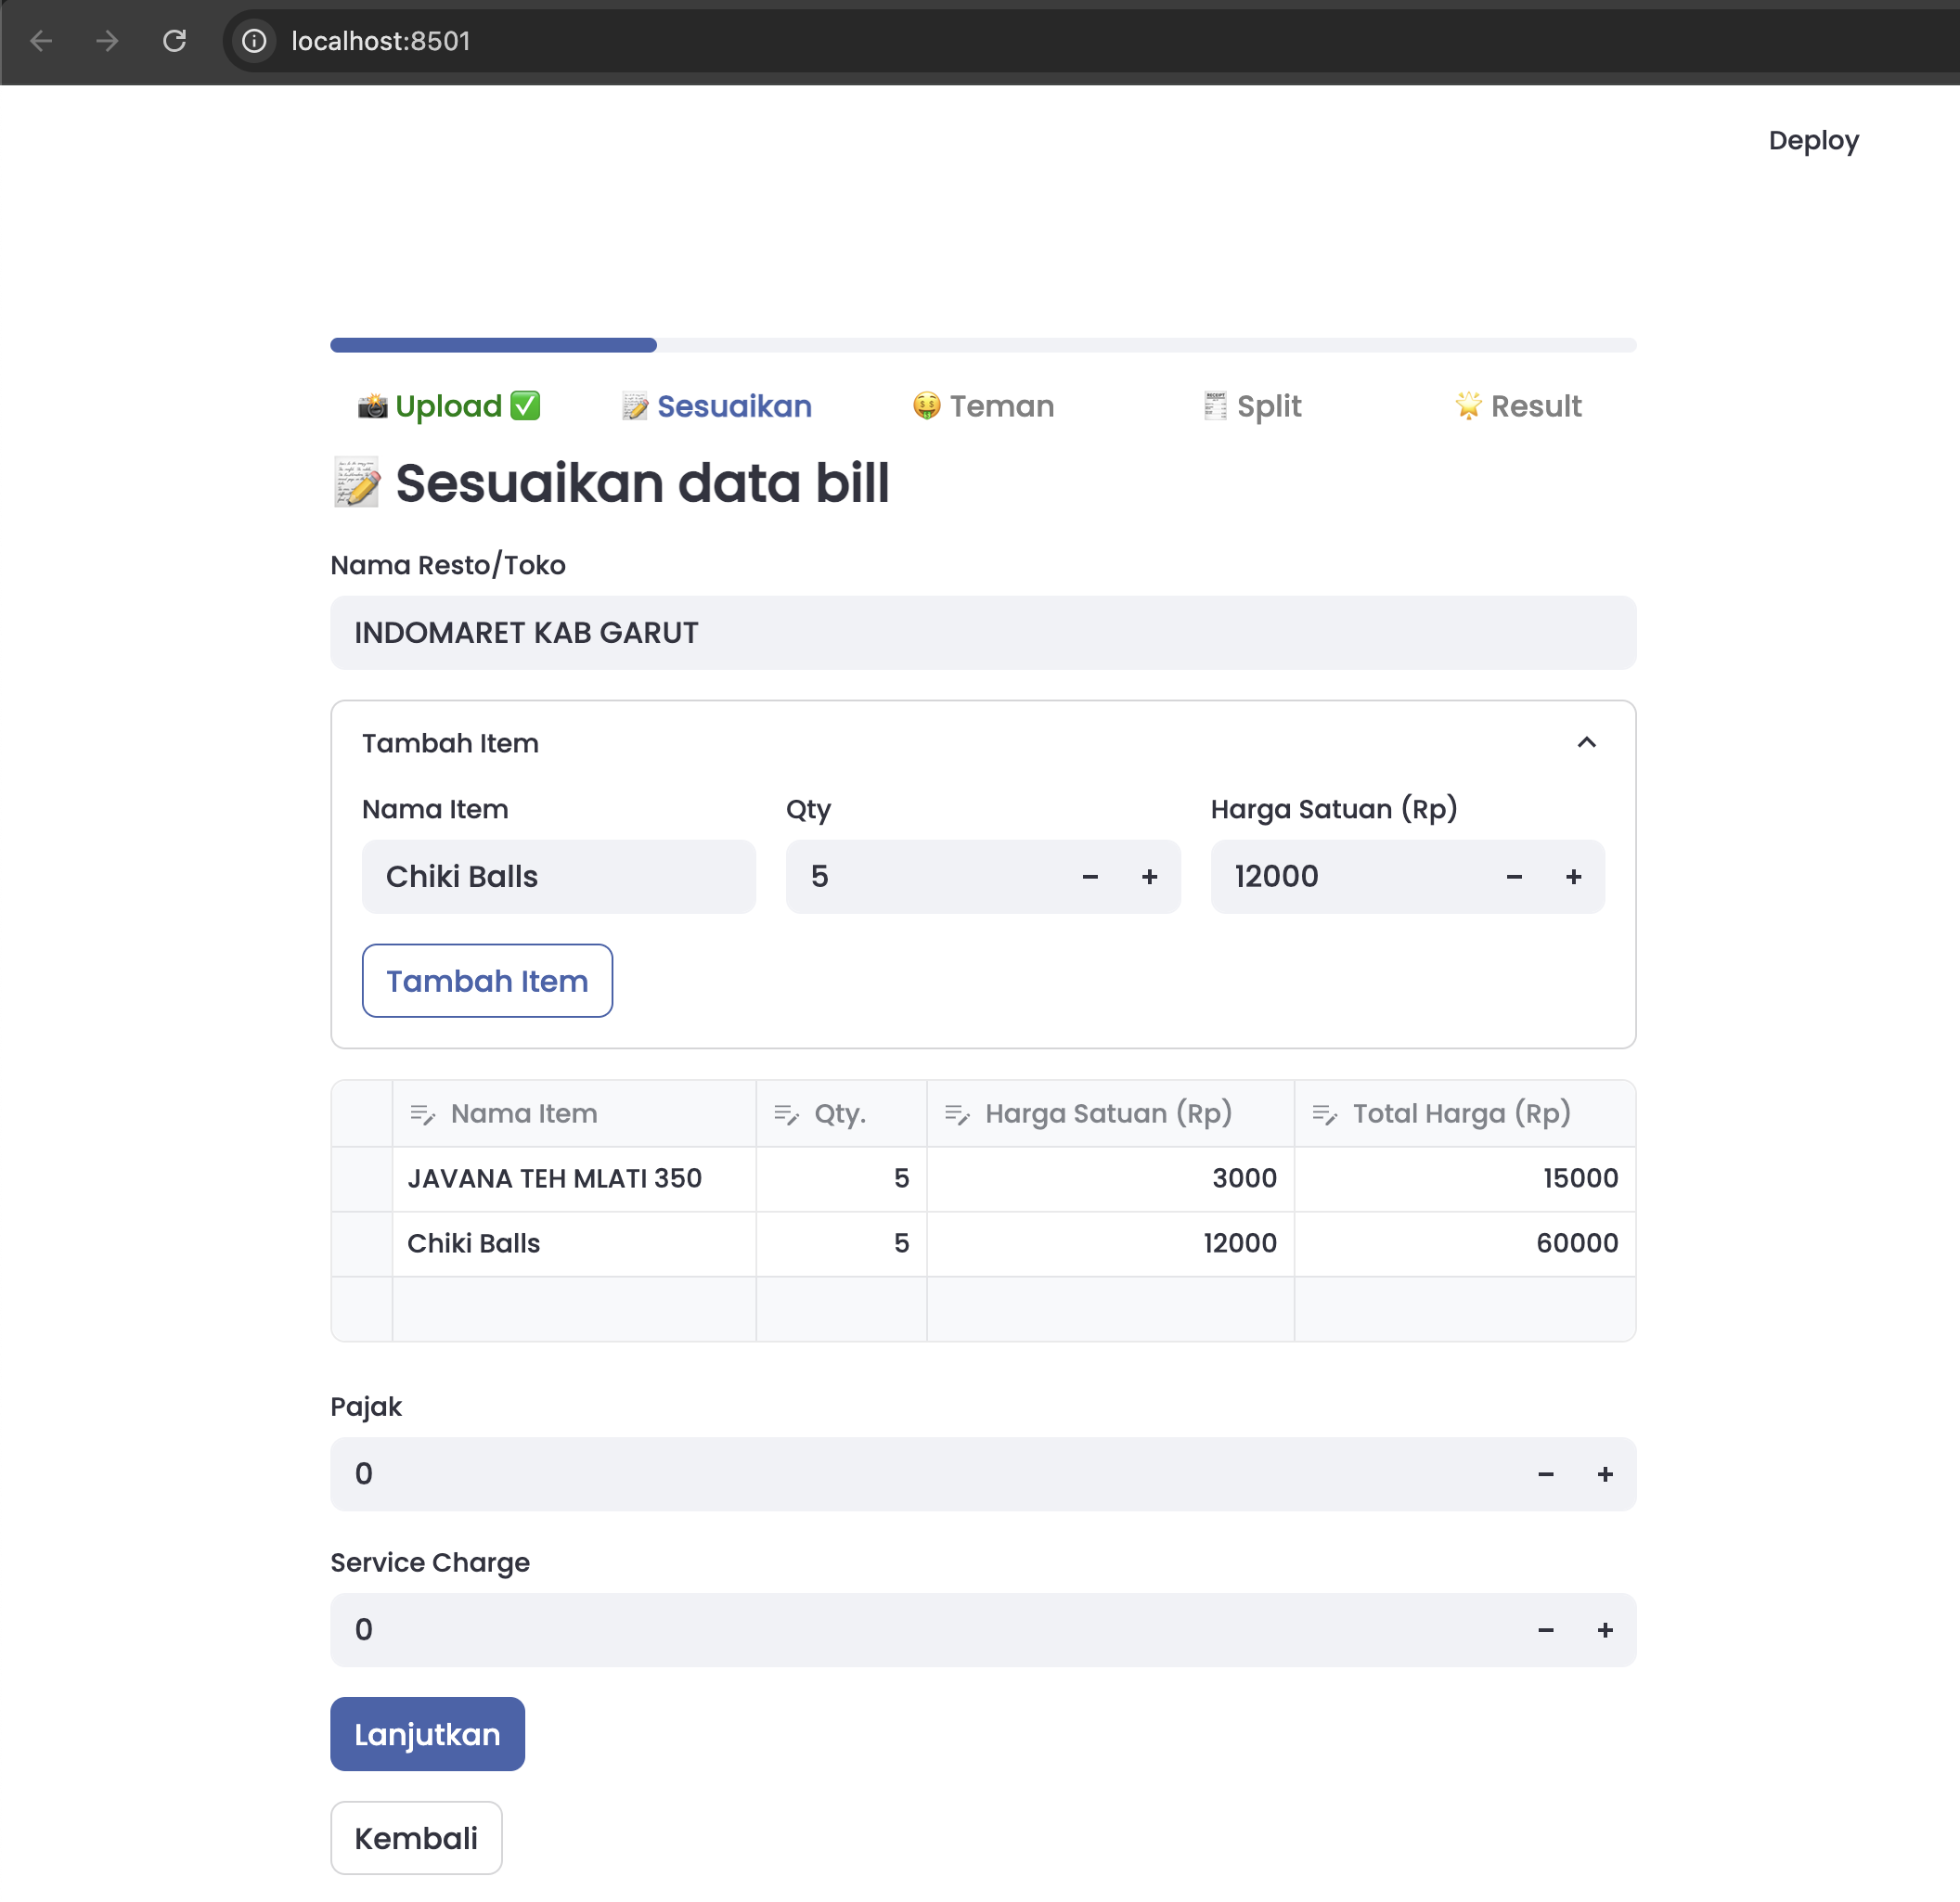 localhost:8501
Deploy
Upload Sesuaikan Teman Split Result
Sesuaikan data bill
Nama Resto/Toko
INDOMARET KAB GARUT
Tambah Item
Nama Item Qty Harga Satuan (Rp)
Chiki Balls 5 - + 12000 - +
Tambah Item
Nama Item Qty. Harga Satuan (Rp) Total Harga (Rp)
JAVANA TEH MLATI 350 5 3000 15000
Chiki Balls 5 12000 60000
Pajak
0 - +
Service Charge
0 - +
Lanjutkan
Kembali